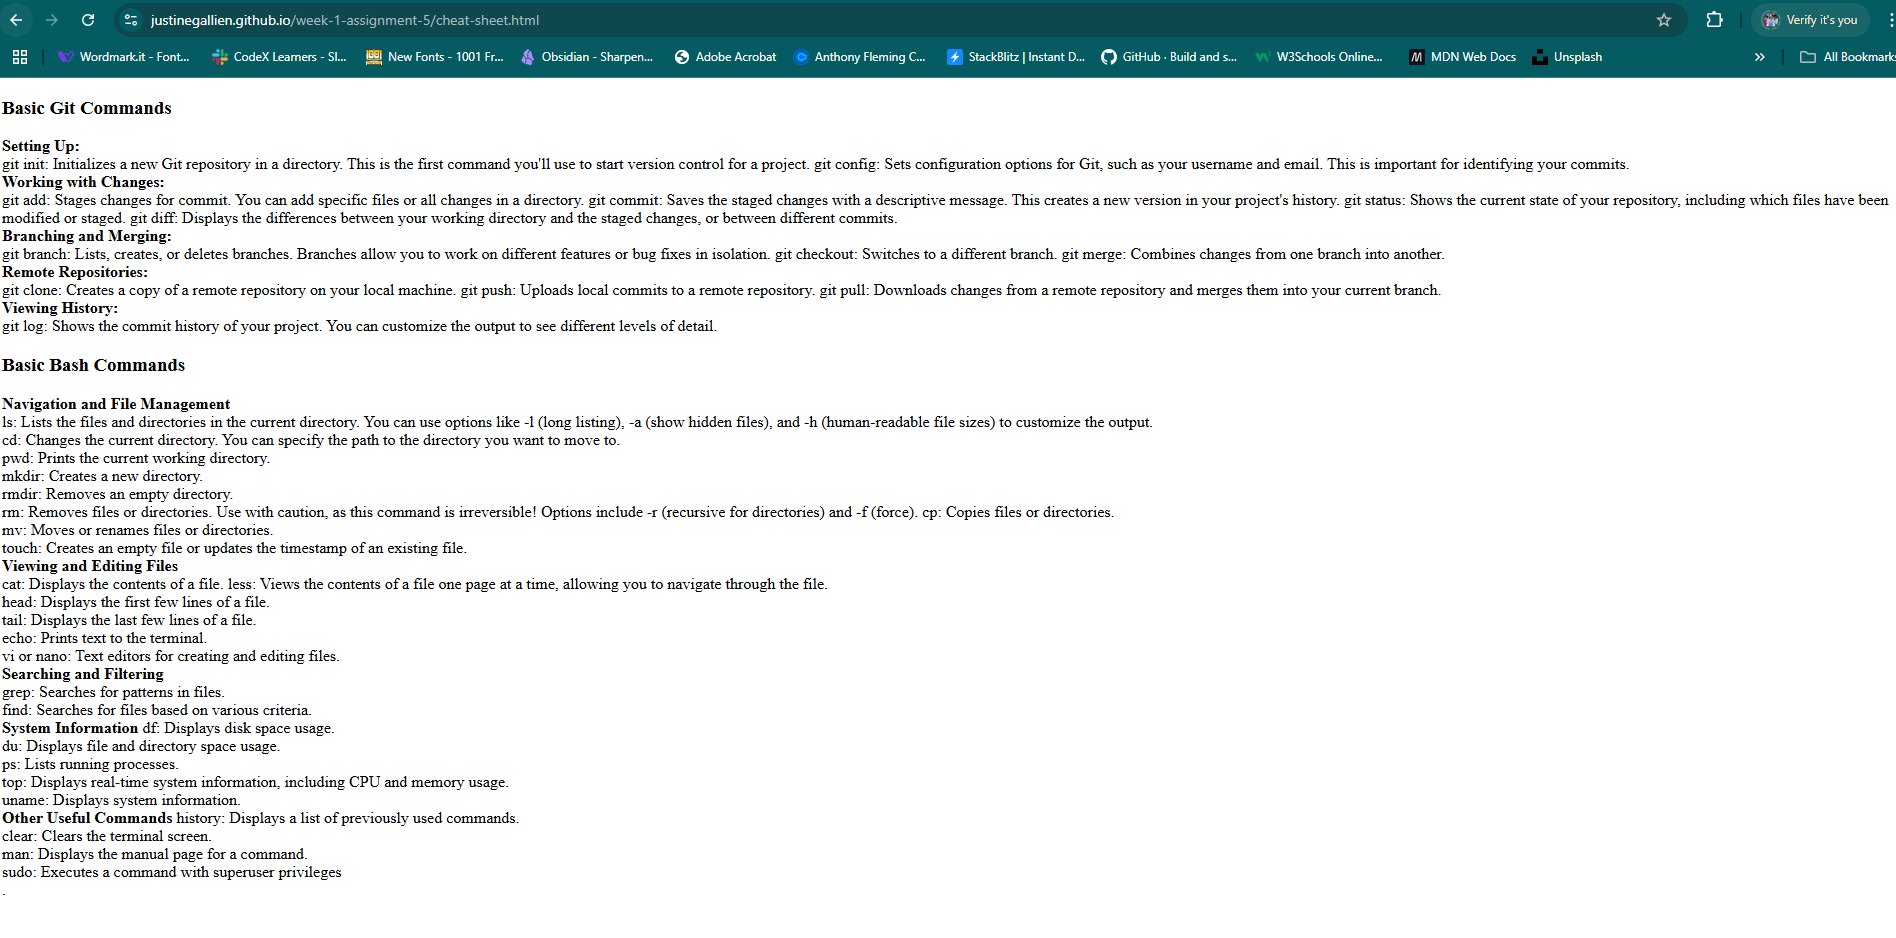 justinegallien.github.io/week-1-assignment-5/cheat-sheet.html
Verify it's you
Wordmark.it - Font...
CodeX Learners - Sl...
New Fonts - 1001 Fr...
Obsidian - Sharpen...
Adobe Acrobat
Anthony Fleming C...
StackBlitz | Instant D...
GitHub · Build and s...
W3Schools Online...
MDN Web Docs
Unsplash
All Bookmarks
Basic Git Commands
Setting Up:
git init: Initializes a new Git repository in a directory. This is the first command you'll use to start version control for a project. git config: Sets configuration options for Git, such as your username and email. This is important for identifying your commits.
Working with Changes:
git add: Stages changes for commit. You can add specific files or all changes in a directory. git commit: Saves the staged changes with a descriptive message. This creates a new version in your project's history. git status: Shows the current state of your repository, including which files have been
modified or staged. git diff: Displays the differences between your working directory and the staged changes, or between different commits.
Branching and Merging:
git branch: Lists, creates, or deletes branches. Branches allow you to work on different features or bug fixes in isolation. git checkout: Switches to a different branch. git merge: Combines changes from one branch into another.
Remote Repositories:
git clone: Creates a copy of a remote repository on your local machine. git push: Uploads local commits to a remote repository. git pull: Downloads changes from a remote repository and merges them into your current branch.
Viewing History:
git log: Shows the commit history of your project. You can customize the output to see different levels of detail.
Basic Bash Commands
Navigation and File Management
ls: Lists the files and directories in the current directory. You can use options like -l (long listing), -a (show hidden files), and -h (human-readable file sizes) to customize the output.
cd: Changes the current directory. You can specify the path to the directory you want to move to.
pwd: Prints the current working directory.
mkdir: Creates a new directory.
rmdir: Removes an empty directory.
rm: Removes files or directories. Use with caution, as this command is irreversible! Options include -r (recursive for directories) and -f (force). cp: Copies files or directories.
mv: Moves or renames files or directories.
touch: Creates an empty file or updates the timestamp of an existing file.
Viewing and Editing Files
cat: Displays the contents of a file. less: Views the contents of a file one page at a time, allowing you to navigate through the file.
head: Displays the first few lines of a file.
tail: Displays the last few lines of a file.
echo: Prints text to the terminal.
vi or nano: Text editors for creating and editing files.
Searching and Filtering
grep: Searches for patterns in files.
find: Searches for files based on various criteria.
System Information df: Displays disk space usage.
du: Displays file and directory space usage.
ps: Lists running processes.
top: Displays real-time system information, including CPU and memory usage.
uname: Displays system information.
Other Useful Commands history: Displays a list of previously used commands.
clear: Clears the terminal screen.
man: Displays the manual page for a command.
sudo: Executes a command with superuser privileges
.